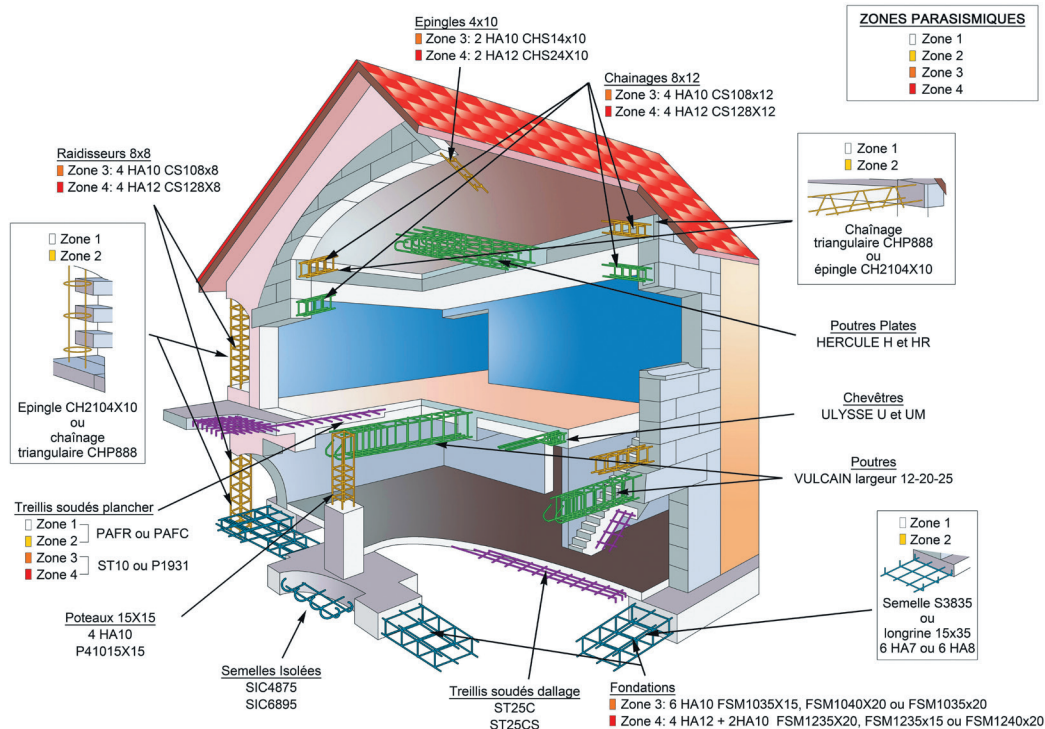 Epingles 4x10
Zone 3: 2 HA10 CHS14x10
Zone 4: 2 HA12 CHS24X10
ZONES PARASISMIQUES
Zone 1
Zone 2
Zone 3
Zone 4
Chainages 8x12
Zone 3: 4 HA10 CS108x12
Zone 4: 4 HA12 CS128X12
Raidisseurs 8x8
Zone 3: 4 HA10 CS108x8
Zone 4: 4 HA12 CS128X8
Zone 1
Zone 2
Chaînage
triangulaire CHP888
ou
épingle CH2104X10
Zone 1
Zone 2
Epingle CH2104X10
ou
chaînage
triangulaire CHP888
Poutres Plates
HERCULE H et HR
Chevêtres
ULYSSE U et UM
Poutres
VULCAIN largeur 12-20-25
Treillis soudés plancher
Zone 1
Zone 2
PAFR ou PAFC
Zone 3
Zone 4
ST10 ou P1931
Zone 1
Zone 2
Semelle S3835
ou
longrine 15x35
6 HA7 ou 6 HA8
Poteaux 15X15
4 HA10
P41015X15
Semelles Isolées
SIC4875
SIC6895
Treillis soudés dallage
ST25C
ST25CS
Fondations
Zone 3: 6 HA10 FSM1035X15, FSM1040X20 ou FSM1035x20
Zone 4: 4 HA12 + 2HA10 FSM1235X20, FSM1235x15 ou FSM1240x20